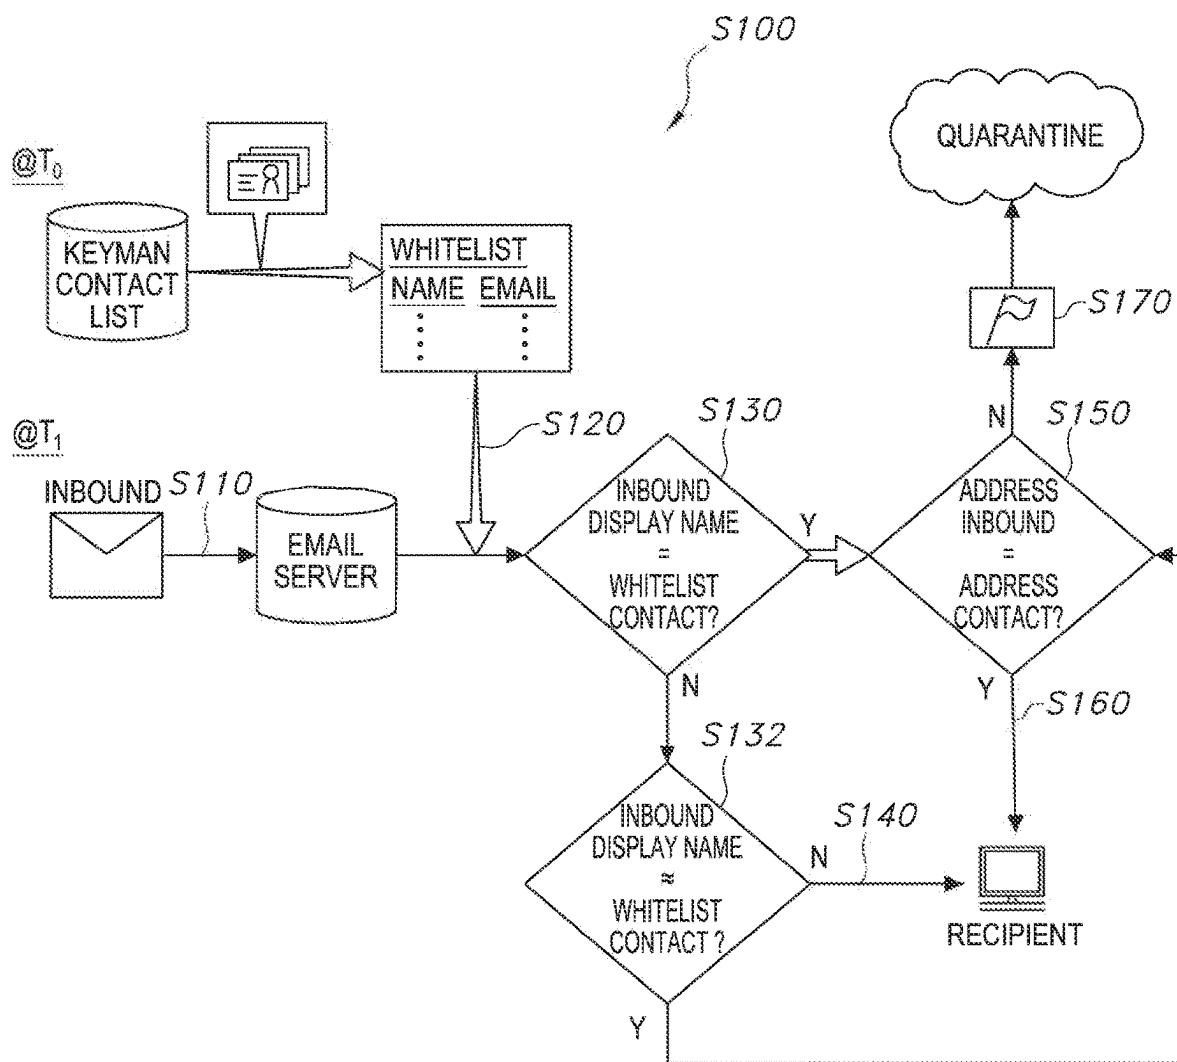 S100
QUARANTINE
@T₀
KEYMAN
CONTACT
LIST
WHITELIST
NAME EMAIL
S170
S120
S130
N
S150
@T₁
INBOUND
S110
EMAIL
SERVER
INBOUND
DISPLAY NAME
=
WHITELIST
CONTACT?
Y
ADDRESS
INBOUND
=
ADDRESS
CONTACT?
N
Y
S160
S132
INBOUND
DISPLAY NAME
≈
WHITELIST
CONTACT ?
N
S140
RECIPIENT
Y